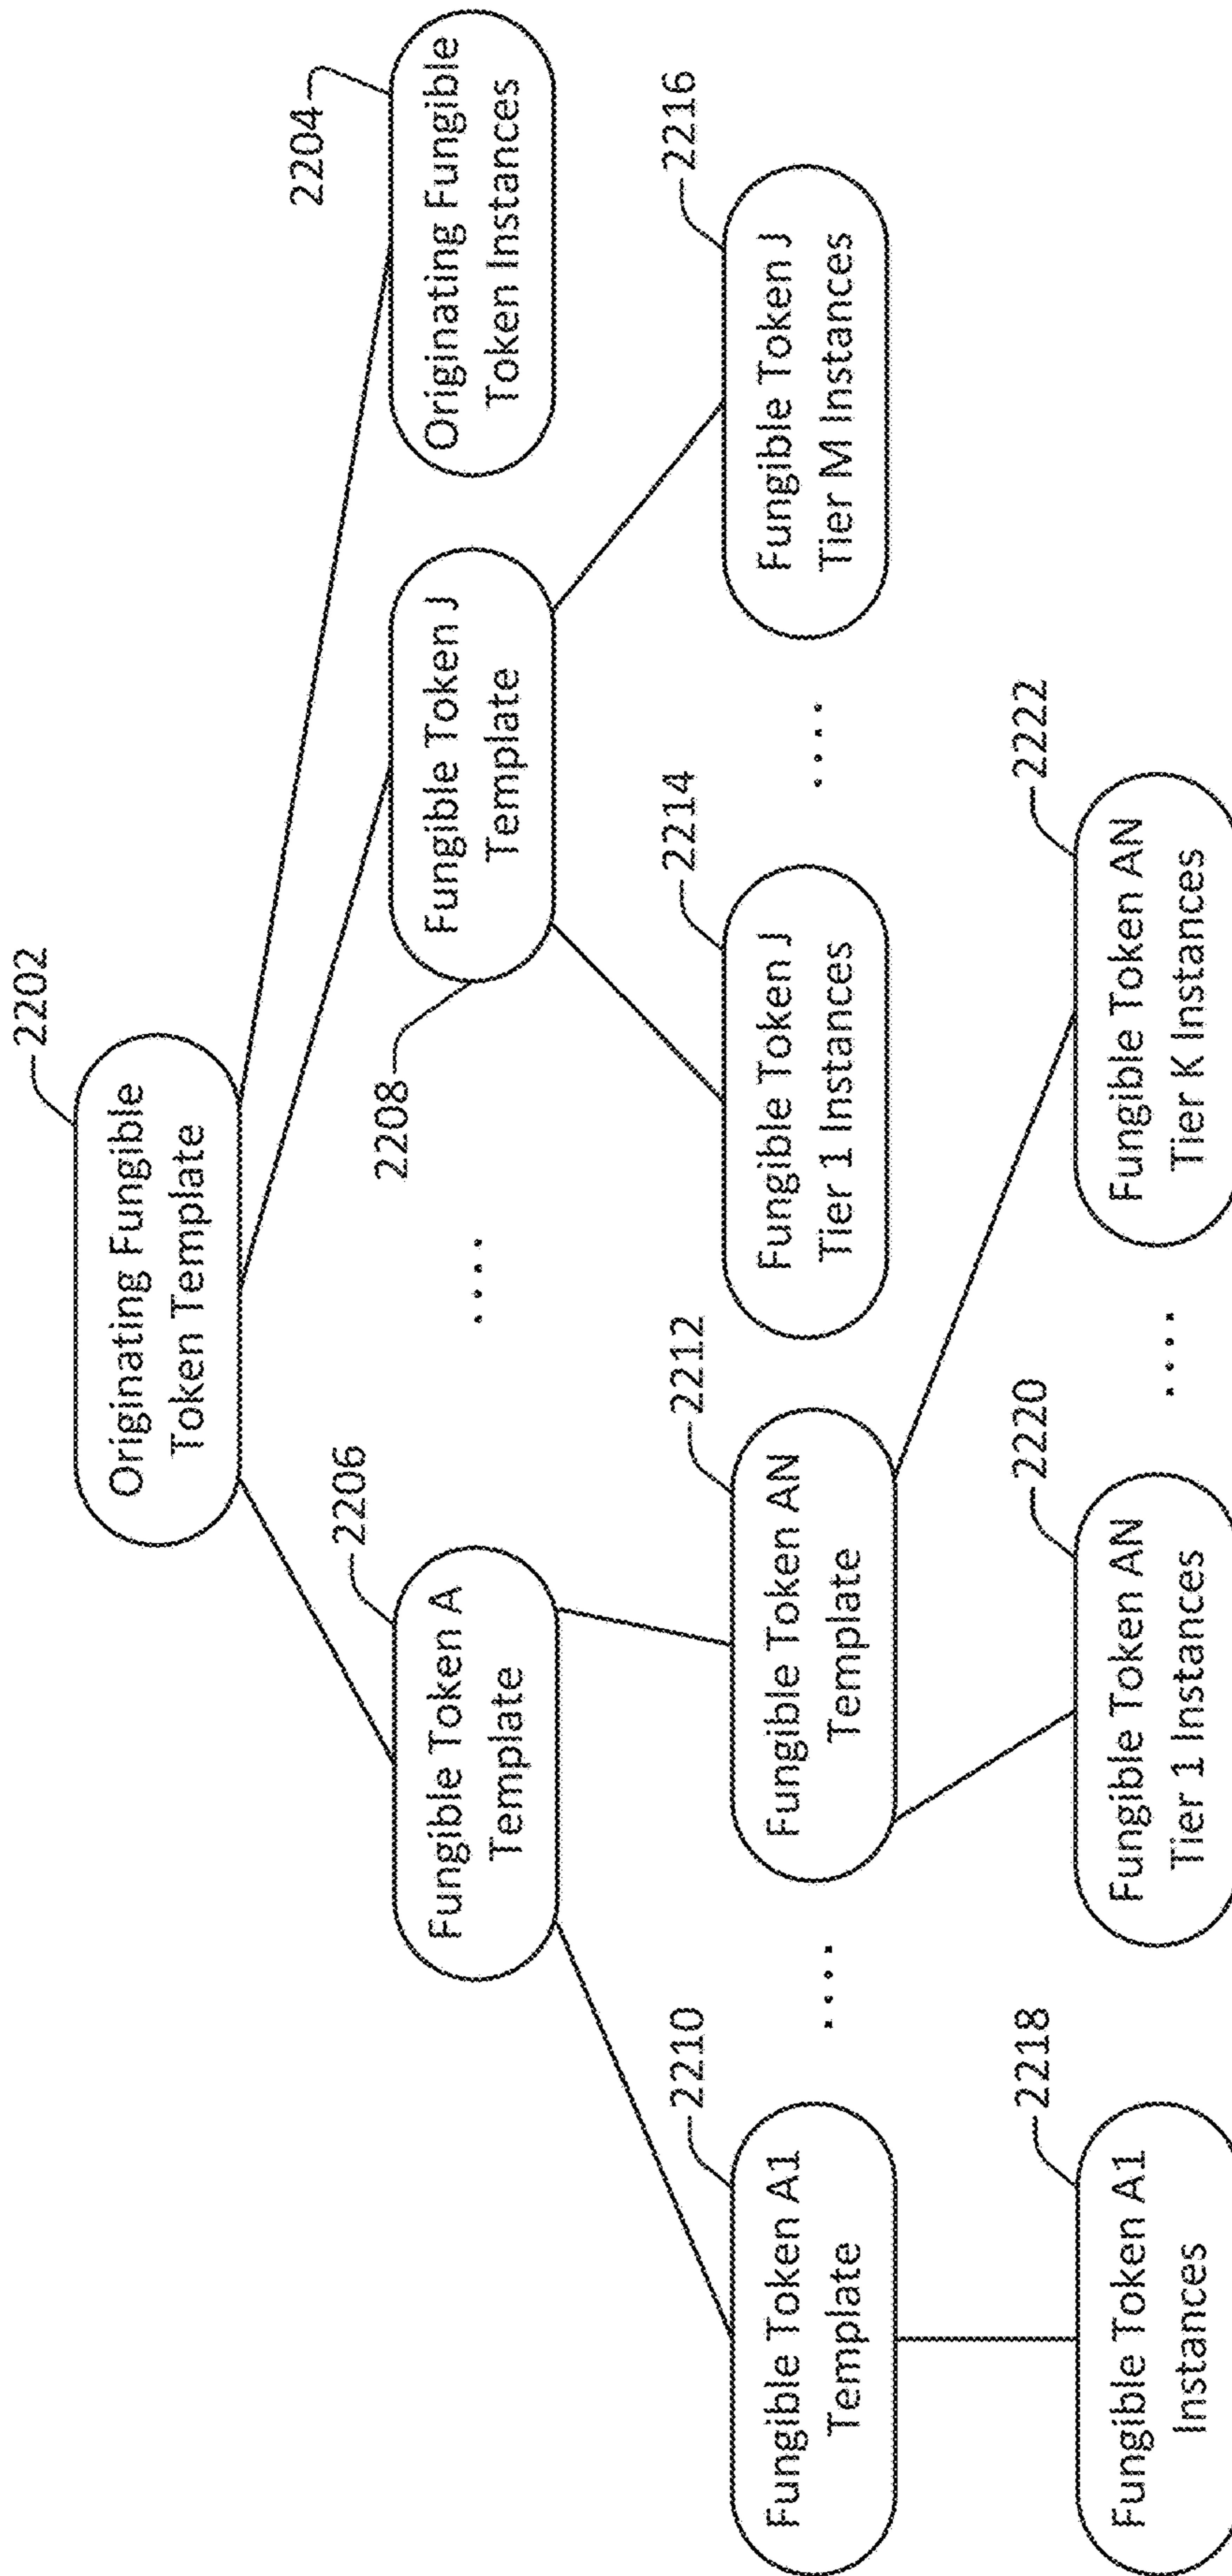 2202
Originating Fungible
Token Template
2206
Fungible Token A
Template
....
2208
Fungible Token J
Template
2204
Originating Fungible
Token Instances
2210
Fungible Token A1
Template
....
2212
Fungible Token AN
Template
2214
Fungible Token J
Tier 1 Instances
....
2216
Fungible Token J
Tier M Instances
2218
Fungible Token A1
Instances
2220
Fungible Token AN
Tier 1 Instances
....
2222
Fungible Token AN
Tier K Instances